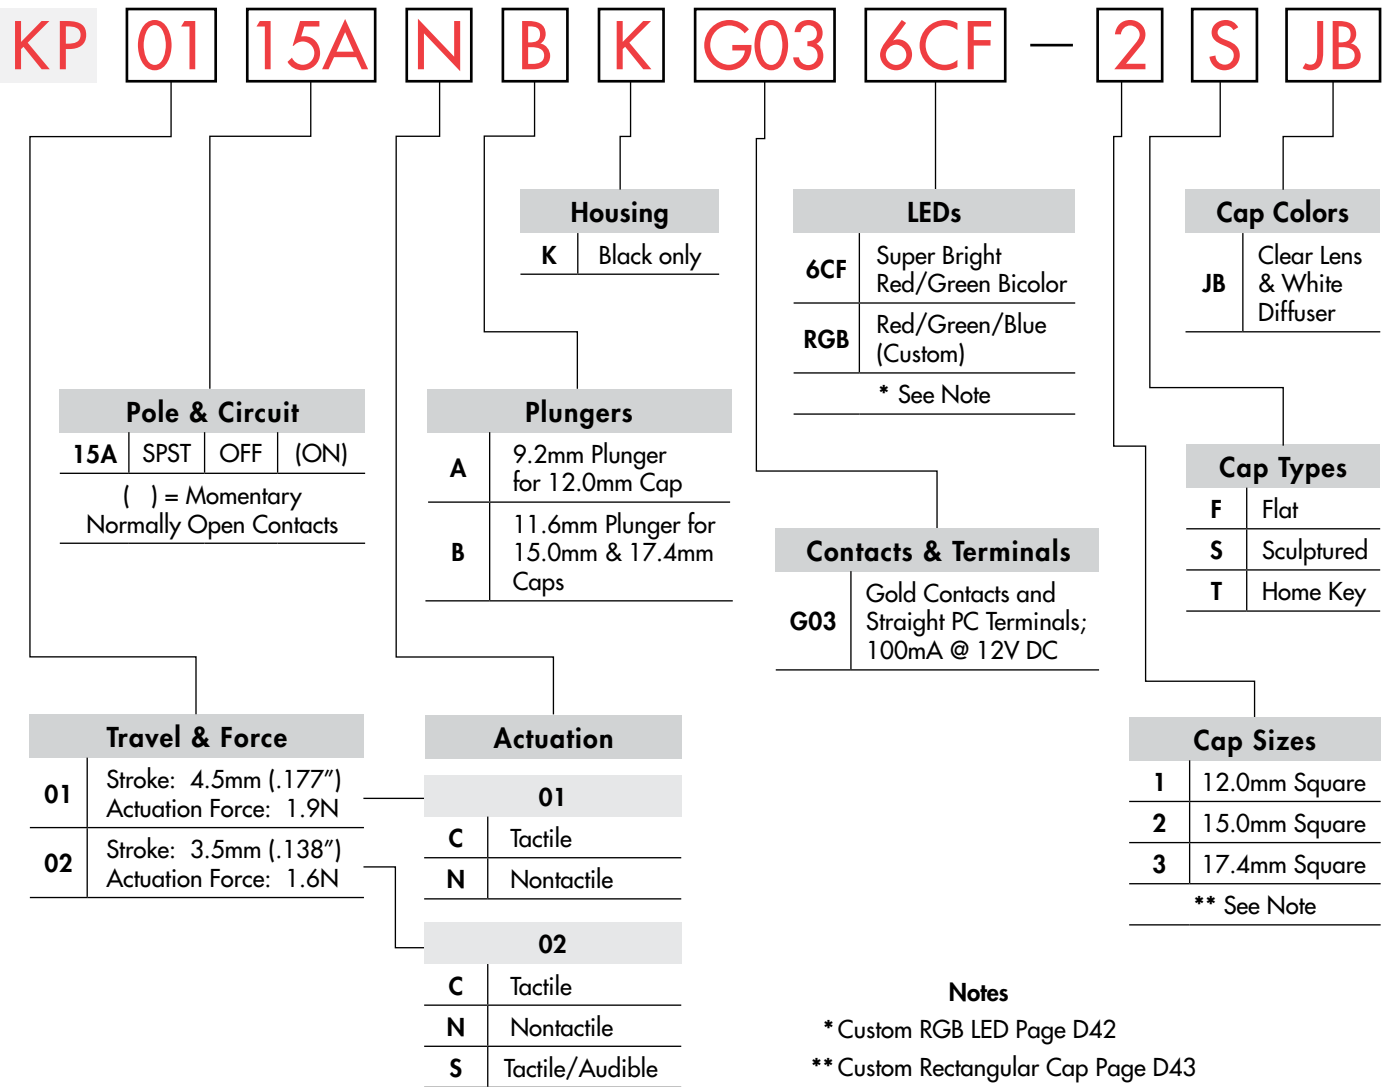 KP 01 15A N B K G03 6CF — 2 S JB
Housing
K Black only
LEDs
6CF Super Bright
Red/Green Bicolor
RGB Red/Green/Blue
(Custom)
* See Note
Cap Colors
JB Clear Lens
& White
Diffuser
Pole & Circuit
15A SPST OFF (ON)
( ) = Momentary
Normally Open Contacts
Plungers
A 9.2mm Plunger
for 12.0mm Cap
B 11.6mm Plunger for
15.0mm & 17.4mm
Caps
Contacts & Terminals
G03 Gold Contacts and
Straight PC Terminals;
100mA @ 12V DC
Cap Types
F Flat
S Sculptured
T Home Key
Travel & Force
01 Stroke: 4.5mm (.177")
Actuation Force: 1.9N
02 Stroke: 3.5mm (.138")
Actuation Force: 1.6N
Actuation
01
C Tactile
N Nontactile
02
C Tactile
N Nontactile
S Tactile/Audible
Cap Sizes
1 12.0mm Square
2 15.0mm Square
3 17.4mm Square
** See Note
Notes
* Custom RGB LED Page D42
** Custom Rectangular Cap Page D43